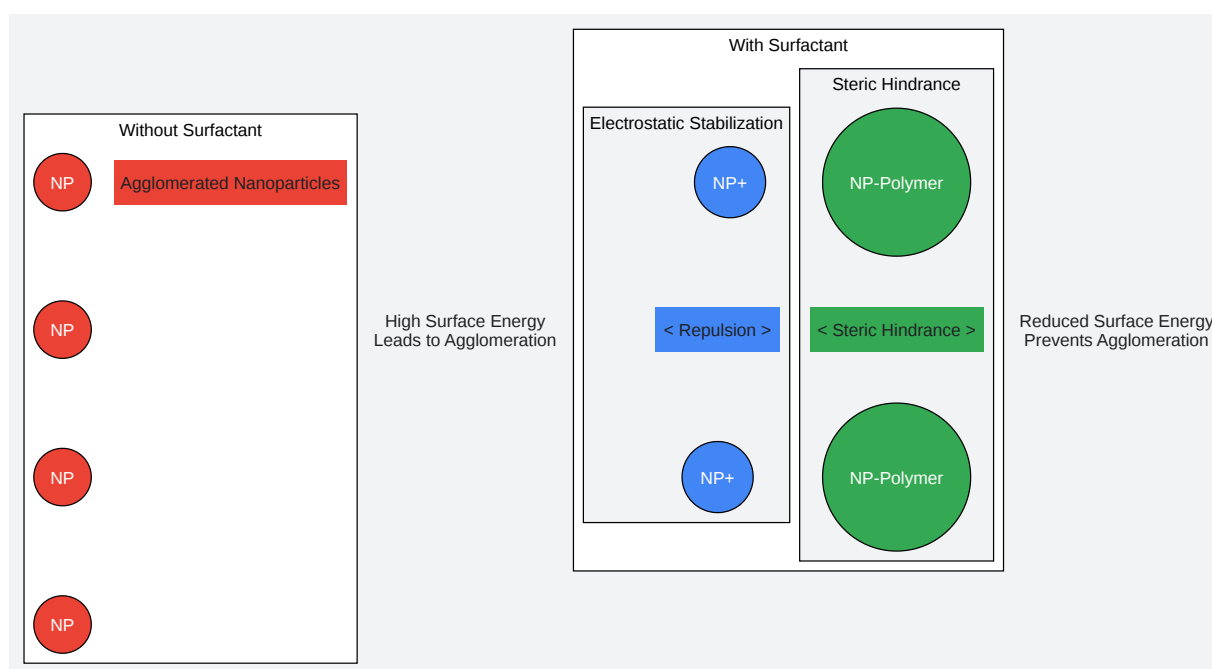 Without Surfactant
NP
Agglomerated Nanoparticles
NP
NP
NP
High Surface Energy
Leads to Agglomeration
With Surfactant
Electrostatic Stabilization
NP+
< Repulsion >
NP+
Steric Hindrance
NP-Polymer
< Steric Hindrance >
NP-Polymer
Reduced Surface Energy
Prevents Agglomeration